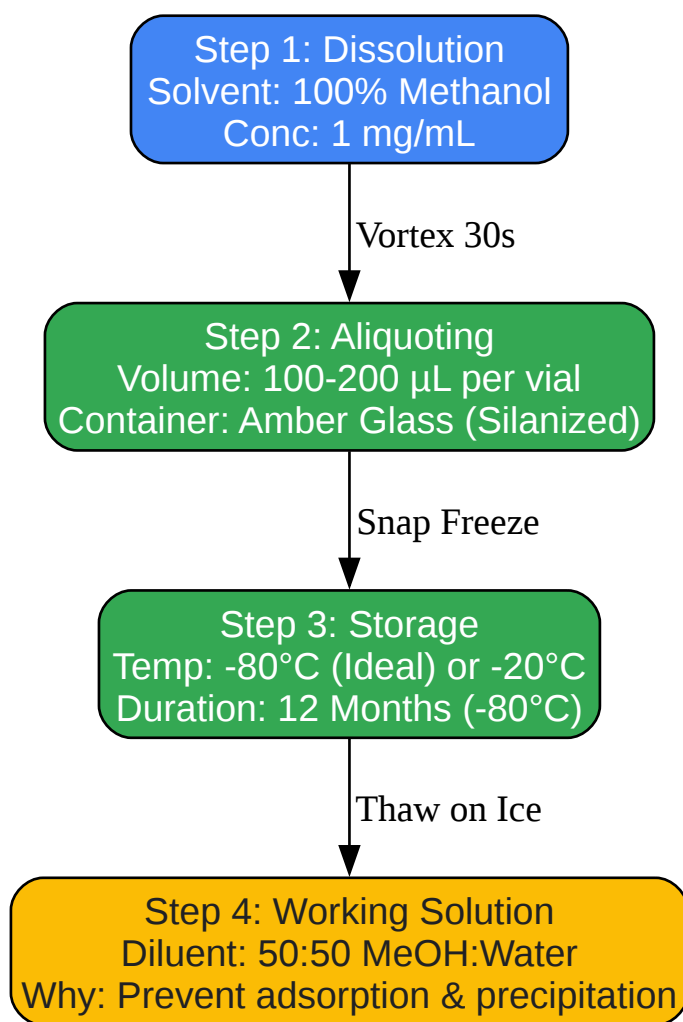 Step 1: Dissolution
Solvent: 100% Methanol
Conc: 1 mg/mL
Vortex 30s
Step 2: Aliquoting
Volume: 100-200 µL per vial
Container: Amber Glass (Silanized)
Snap Freeze
Step 3: Storage
Temp: -80°C (Ideal) or -20°C
Duration: 12 Months (-80°C)
Thaw on Ice
Step 4: Working Solution
Diluent: 50:50 MeOH:Water
Why: Prevent adsorption & precipitation